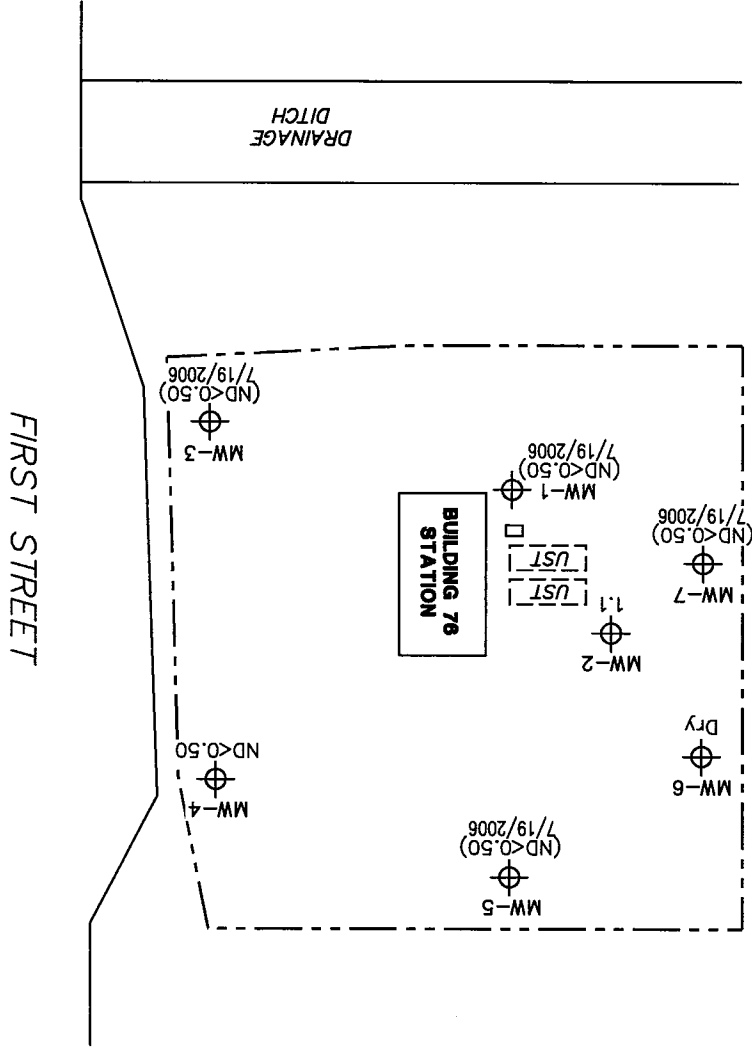 MW-5
(ND<0.50)
7/19/2006
MW-6
Dry
MW-4
ND<0.50
MW-2
1.1
MW-7
(ND<0.50)
7/19/2006
UST
UST
BUILDING 76
STATION
MW-1
(ND<0.50)
7/19/2006
MW-3
(ND<0.50)
7/19/2006
DRAINAGE
DITCH
FIRST STREET